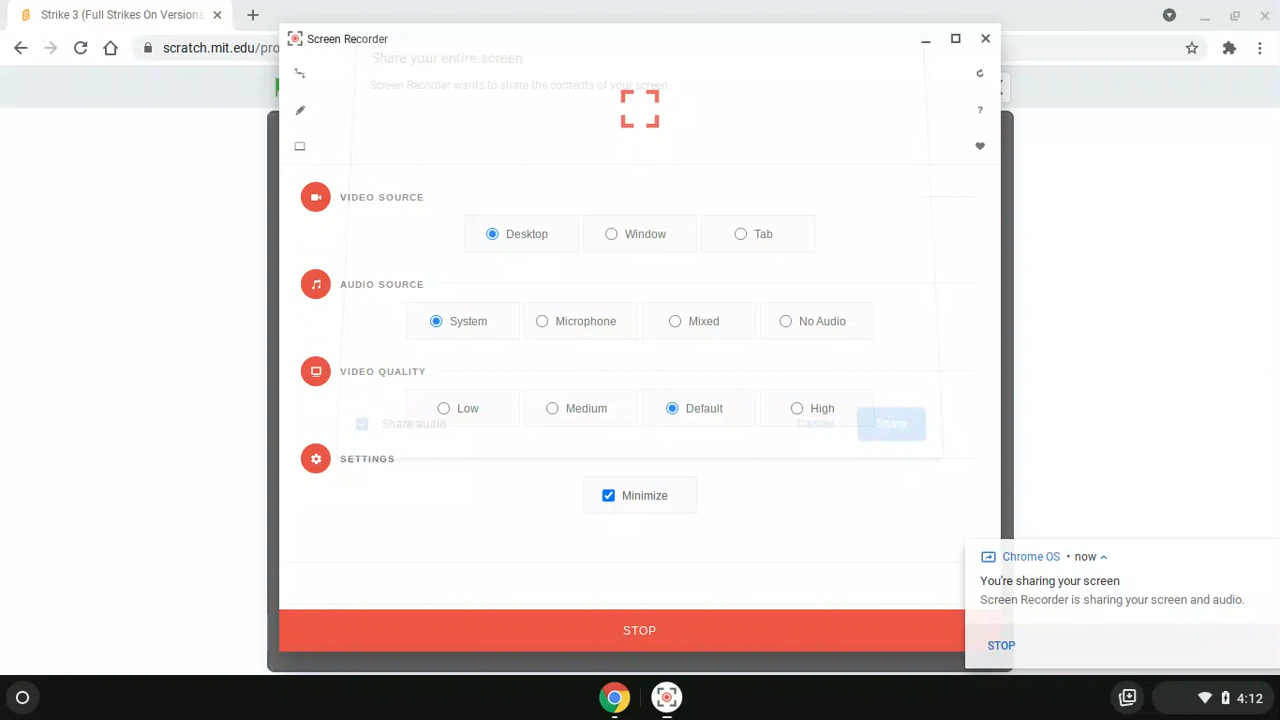 Strike 3 (Full Strikes On Versions
scratch.mit.edu/pro
Screen Recorder
Share your entire screen
Screen Recorder wants to share the contents of your screen.
VIDEO SOURCE
Desktop
Window
Tab
AUDIO SOURCE
System
Microphone
Mixed
No Audio
VIDEO QUALITY
Low
Medium
Default
High
Share audio
Cancel
Share
SETTINGS
Minimize
STOP
Chrome OS • now
You're sharing your screen
Screen Recorder is sharing your screen and audio.
STOP
4:12